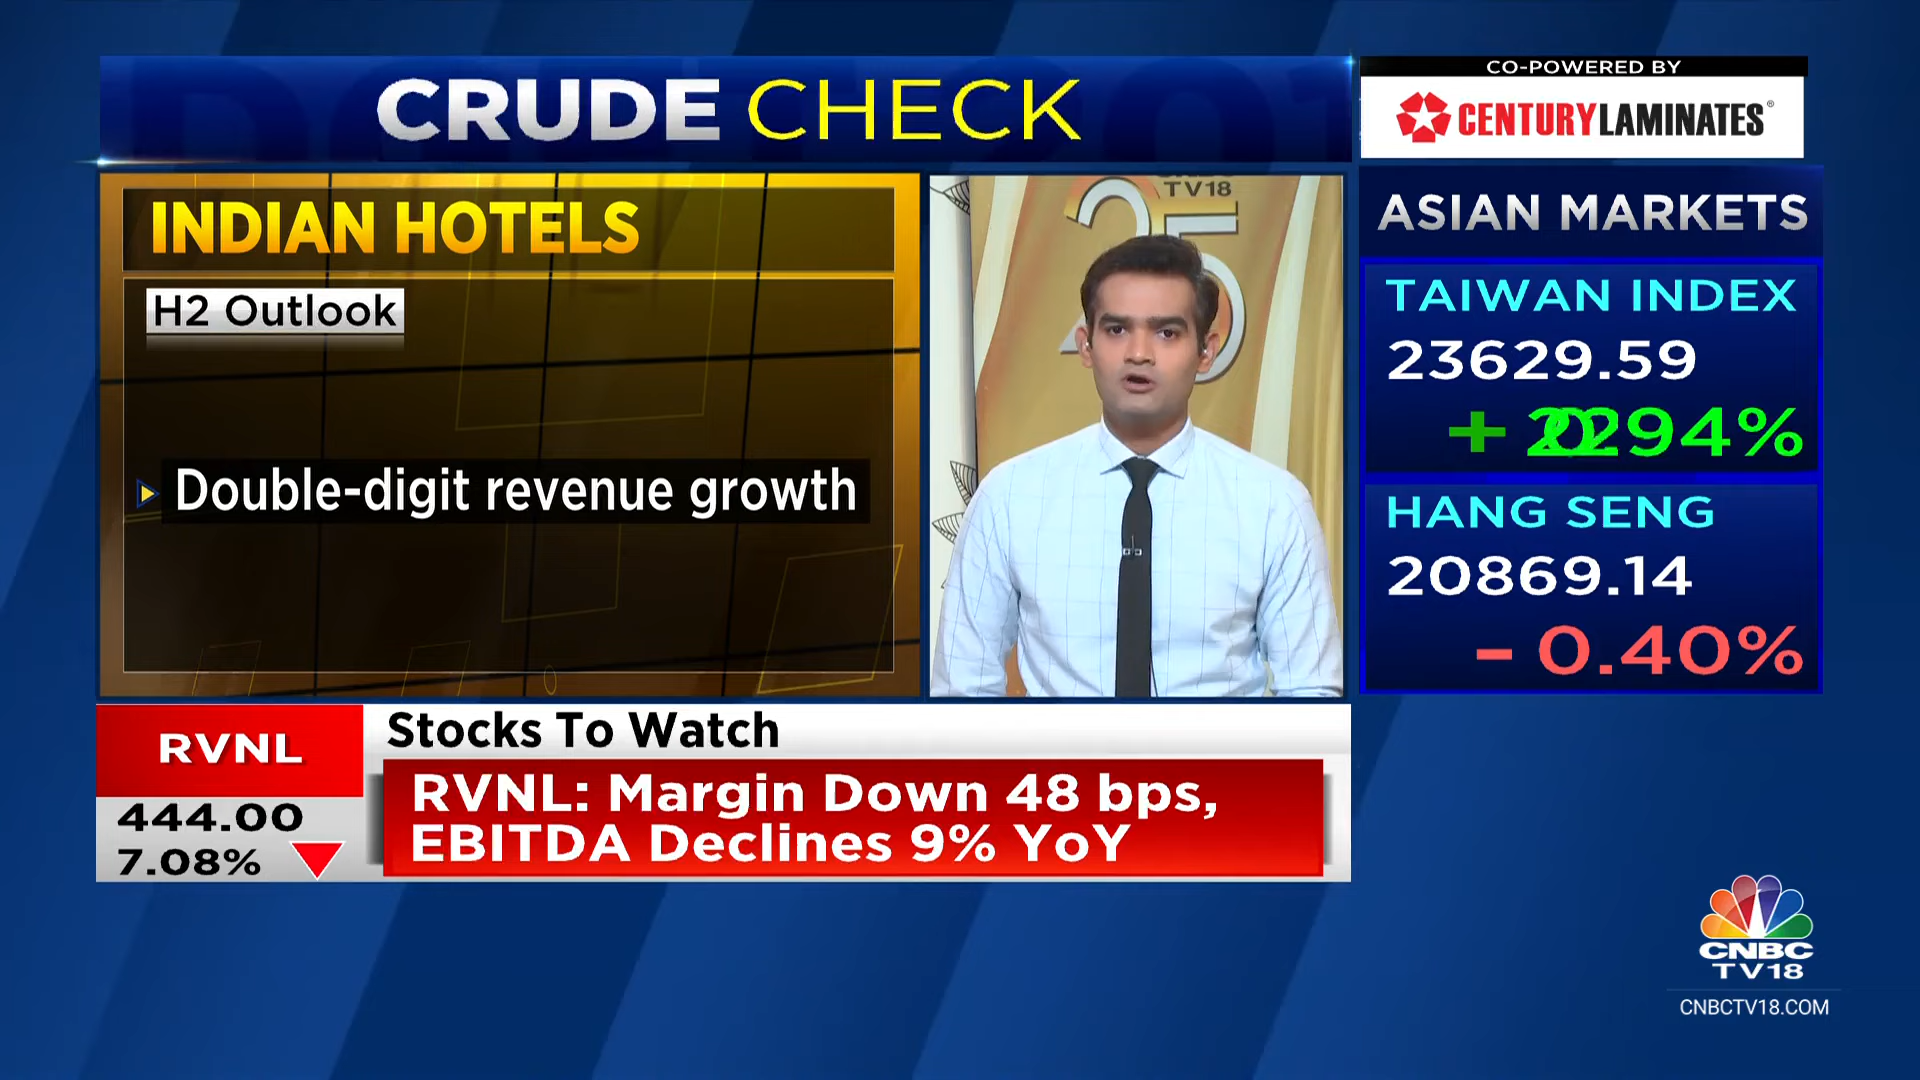 CRUDE CHECK
CO-POWERED BY
CENTURYLAMINATES®
INDIAN HOTELS
H2 Outlook
Double-digit revenue growth
TV18
25
ASIAN MARKETS
TAIWAN INDEX
23629.59
HANG SENG
20869.14
- 0.40%
RVNL
444.00
7.08%
Stocks To Watch
RVNL: Margin Down 48 bps,
EBITDA Declines 9% YoY
CNBC
TV18
CNBCTV18.COM